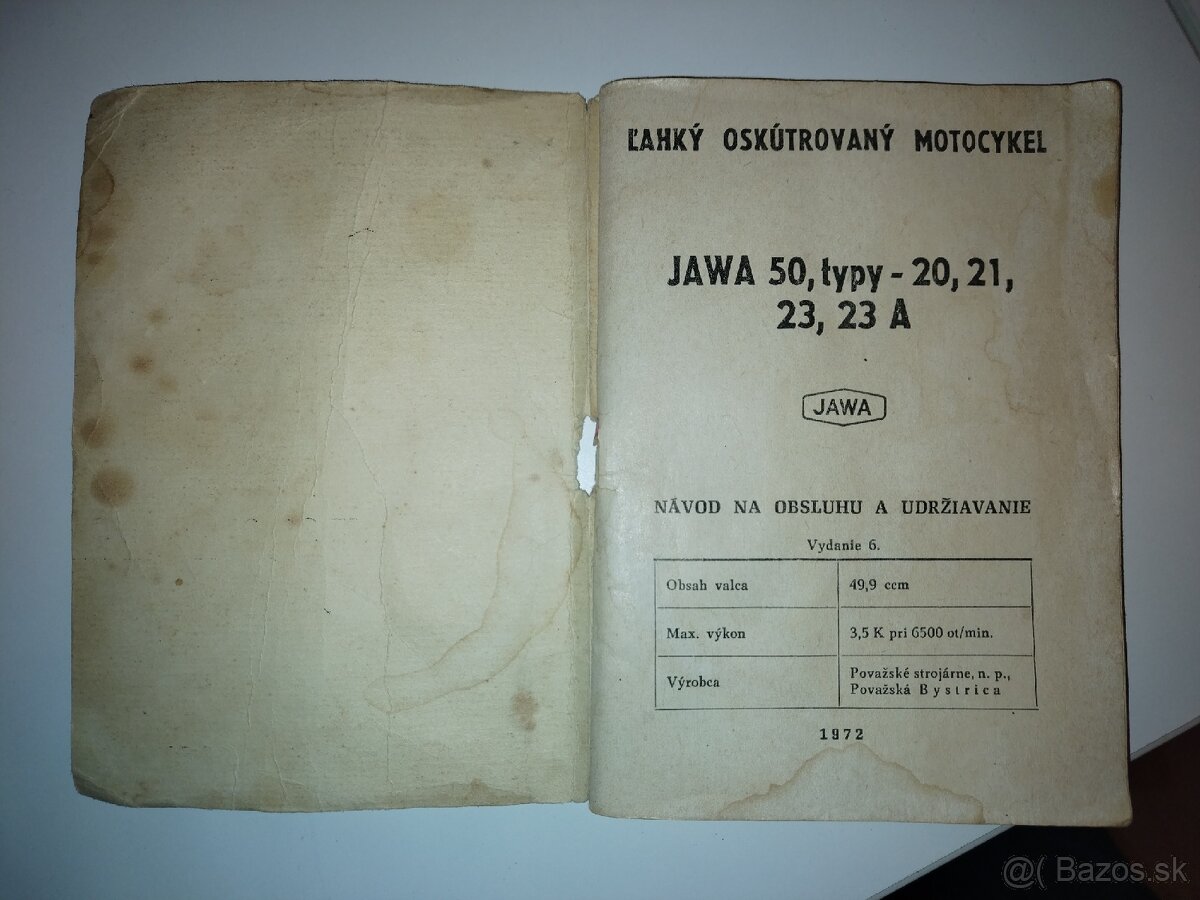 ĽAHKÝ OSKÚTROVANÝ MOTOCYKEL
JAWA 50, typy - 20, 21,
23, 23 A
JAWA
NÁVOD NA OBSLUHU A UDRŽIAVANIE
Vydanie 6.
Obsah valca 49,9 ccm
Max. výkon 3,5 K pri 6500 ot/min.
Výrobca Považské strojárne, n. p.,
Považská Bystrica
1972
@( Bazos.sk